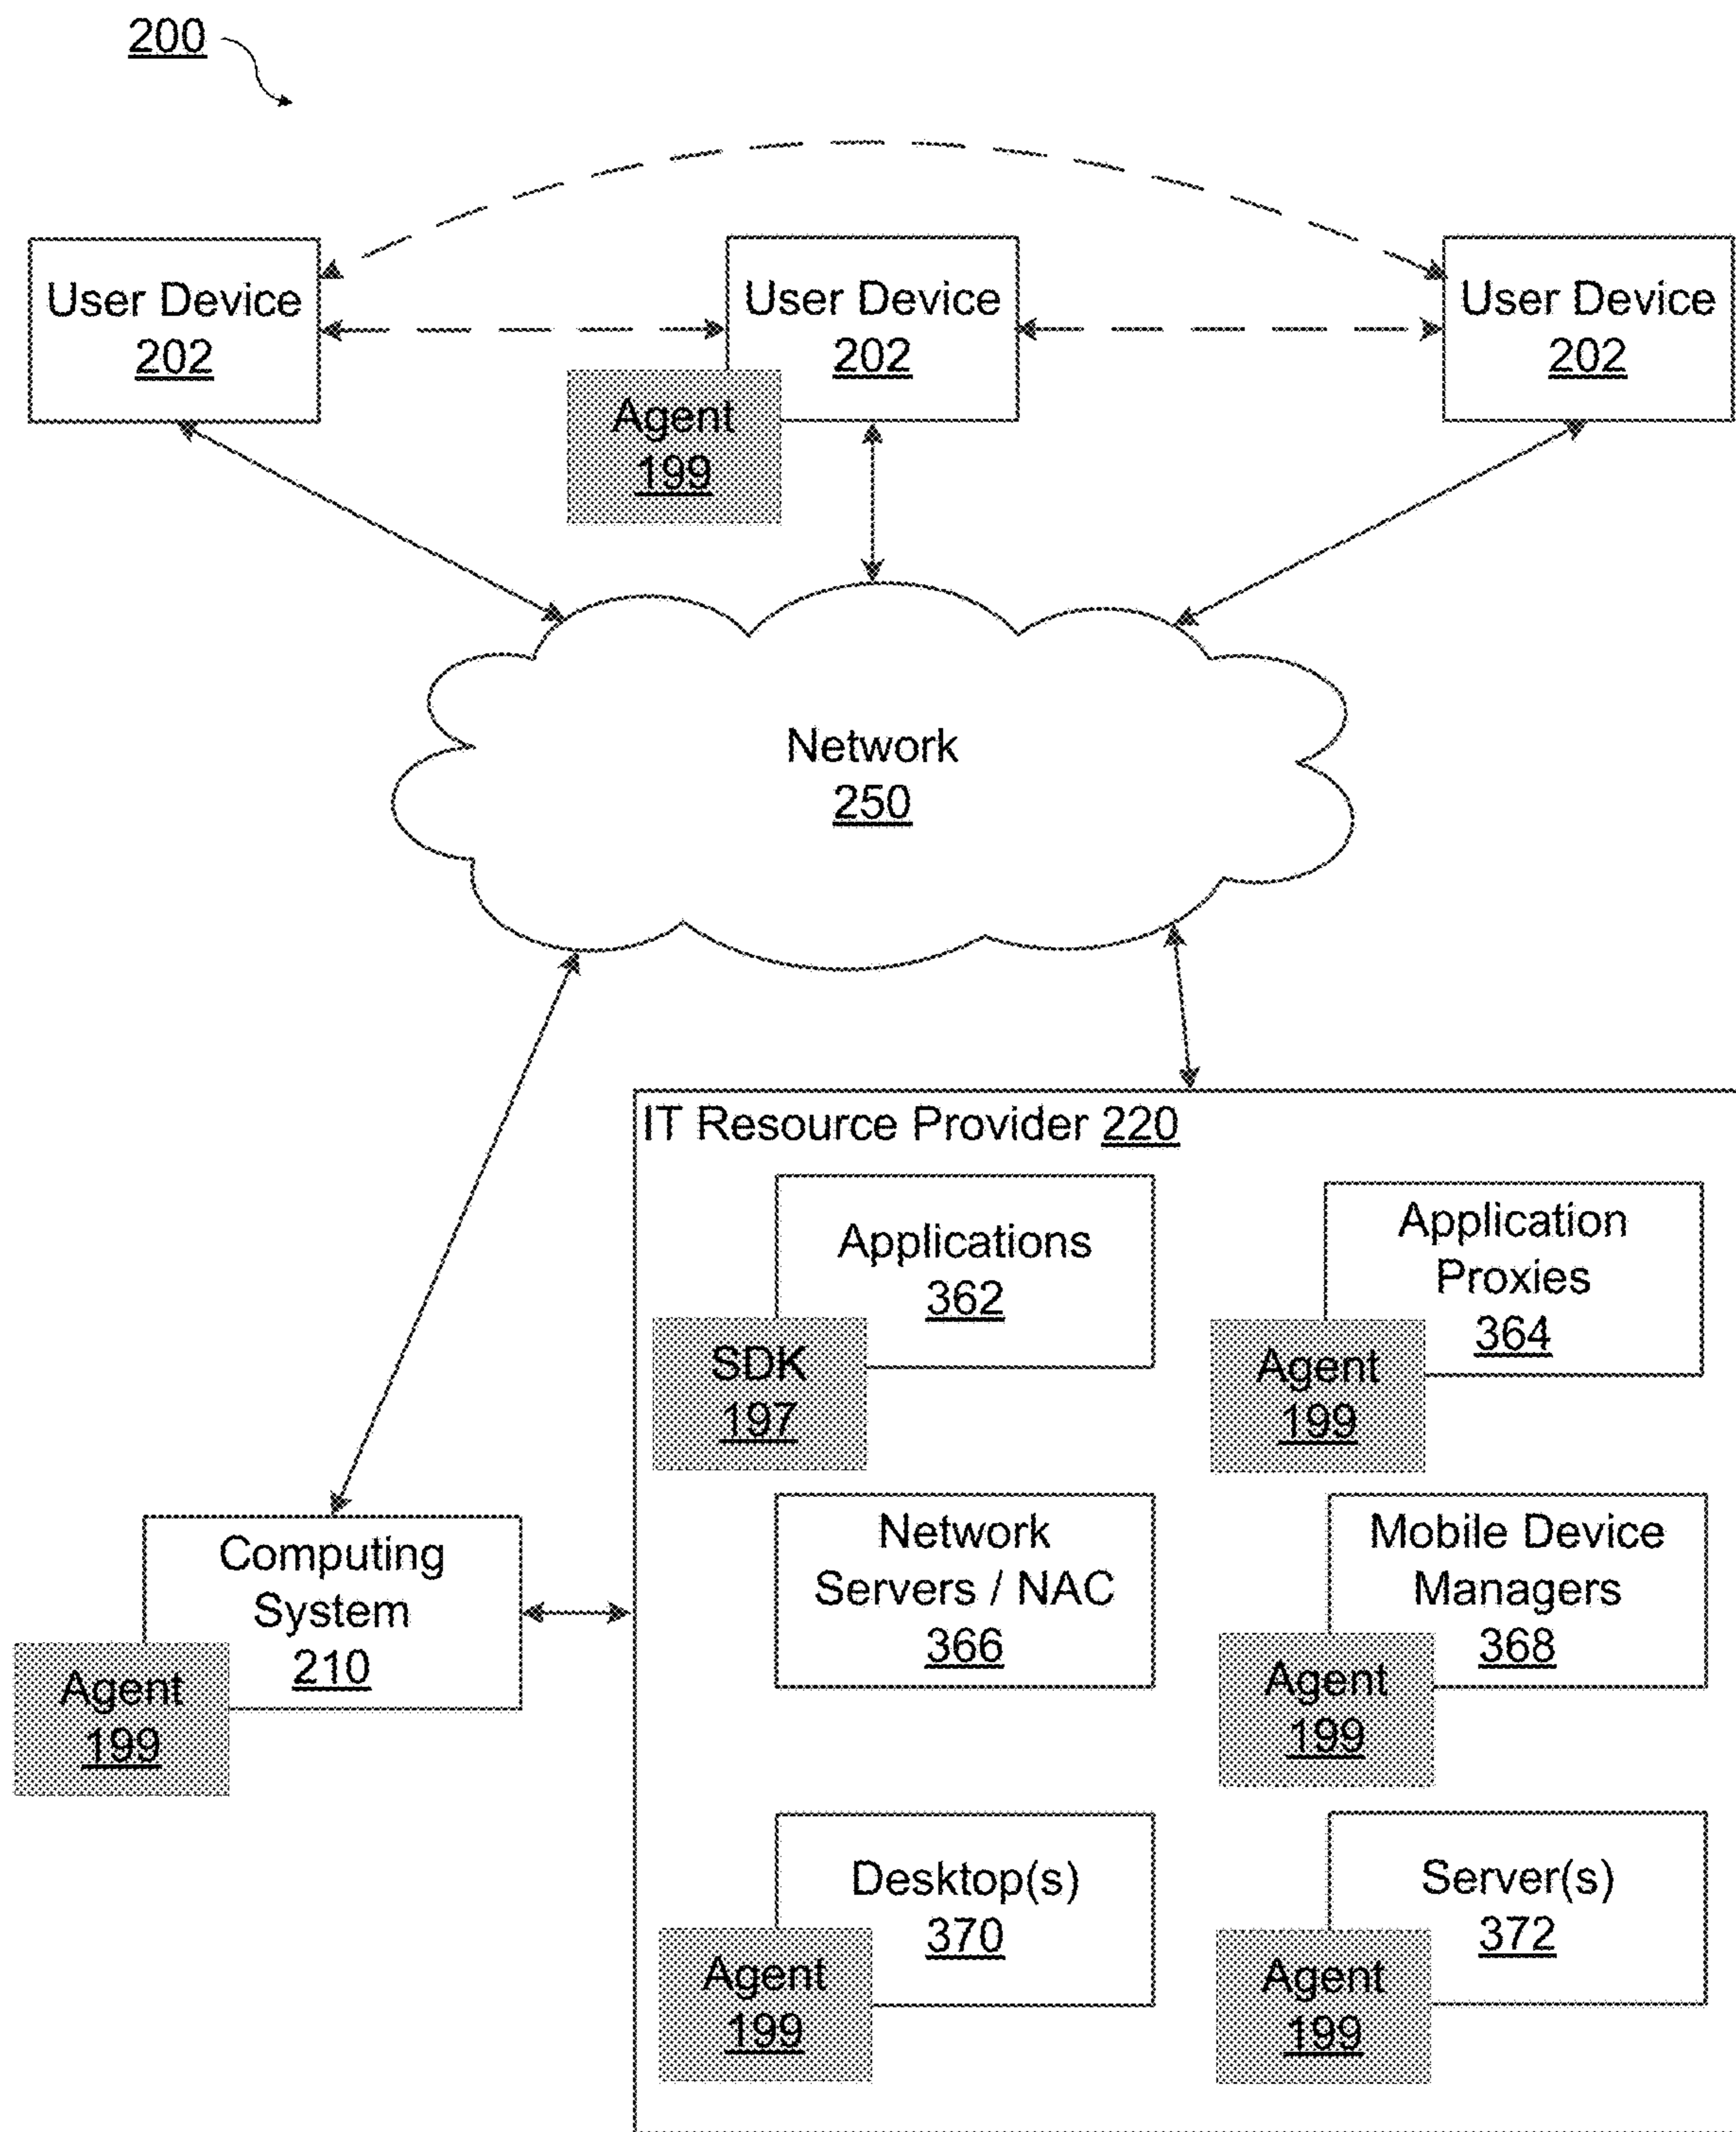 200
User Device
202
User Device
202
User Device
202
Agent
199
Network
250
IT Resource Provider 220
Applications
362
SDK
197
Application
Proxies
364
Agent
199
Network
Servers / NAC
366
Mobile Device
Managers
368
Agent
199
Computing
System
210
Agent
199
Desktop(s)
370
Agent
199
Server(s)
372
Agent
199